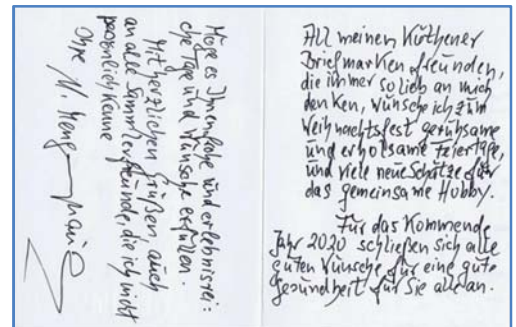 All meinen Köthener
Briefmarkenfreunden,
die immer so lieb an mich
denken, wünsche ich zum
Weihnachtsfest geruhsame
und erholsame Feiertage,
und viele neue Schätze für
das gemeinsame Hobby.
Für das Kommende
Jahr 2020 schließen sich alle
guten Wünsche für eine gute
Gesundheit für Sie alle an.
Möge es Ihnen frohe und erlebnisrei:
che Tage und Wünsche erfüllen.
Mit herzlichen Grüßen auch
an alle Sammlerfreunde, die ich nicht
persönlich kenne
Ihre